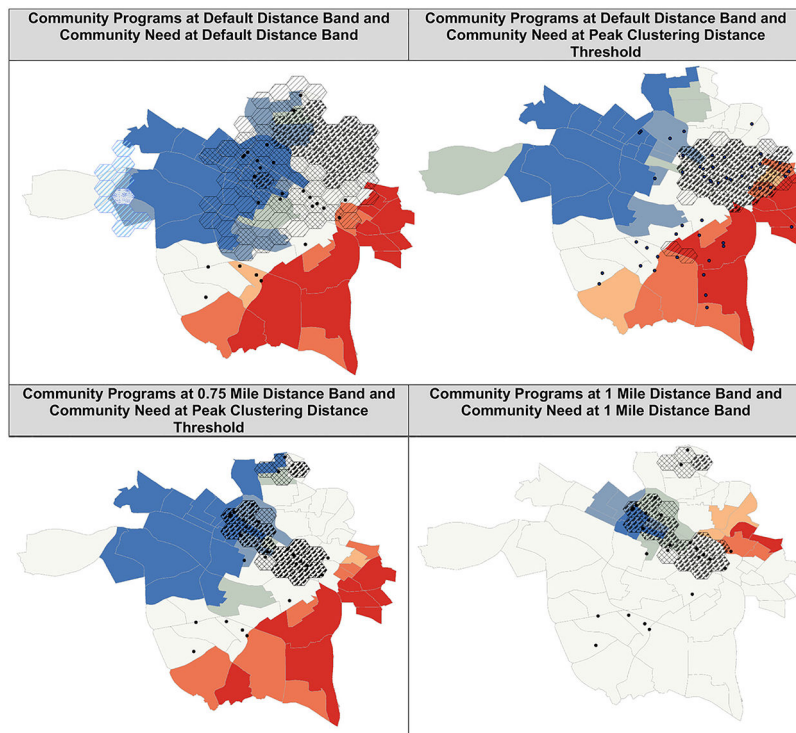 Community Programs at Default Distance Band and
Community Need at Default Distance Band
Community Programs at Default Distance Band and
Community Need at Peak Clustering Distance
Threshold
Community Programs at 0.75 Mile Distance Band and
Community Need at Peak Clustering Distance
Threshold
Community Programs at 1 Mile Distance Band and
Community Need at 1 Mile Distance Band